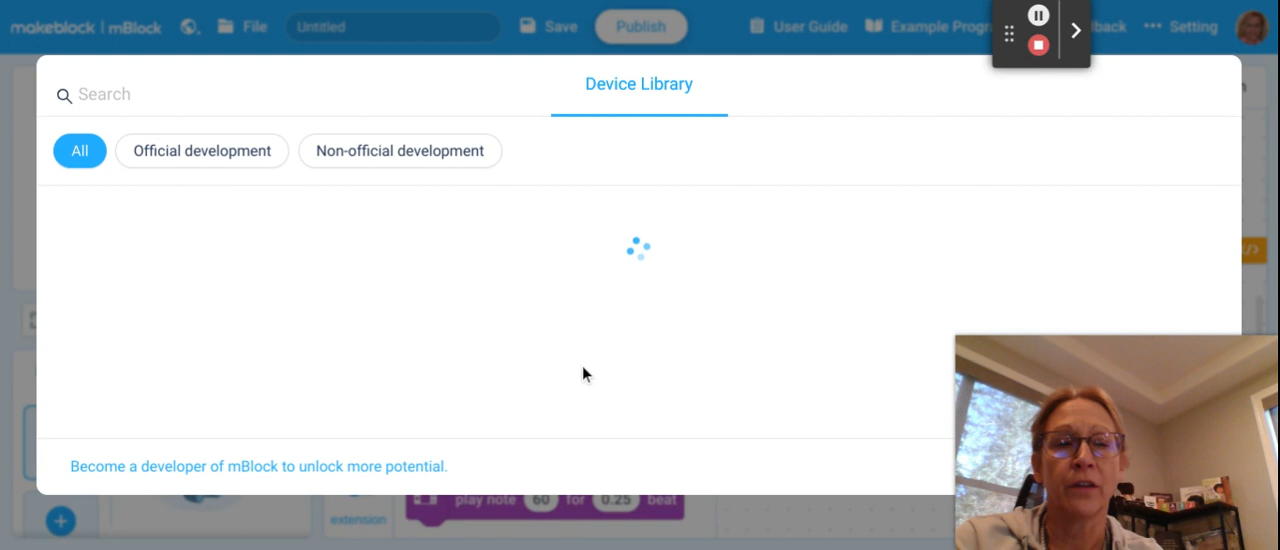 makeblock | mBlock File Untitled Save Publish User Guide Example Progr back Setting
Search
Device Library
All Official development Non-official development
Become a developer of mBlock to unlock more potential.
play note 60 for 0.25 beat
extension